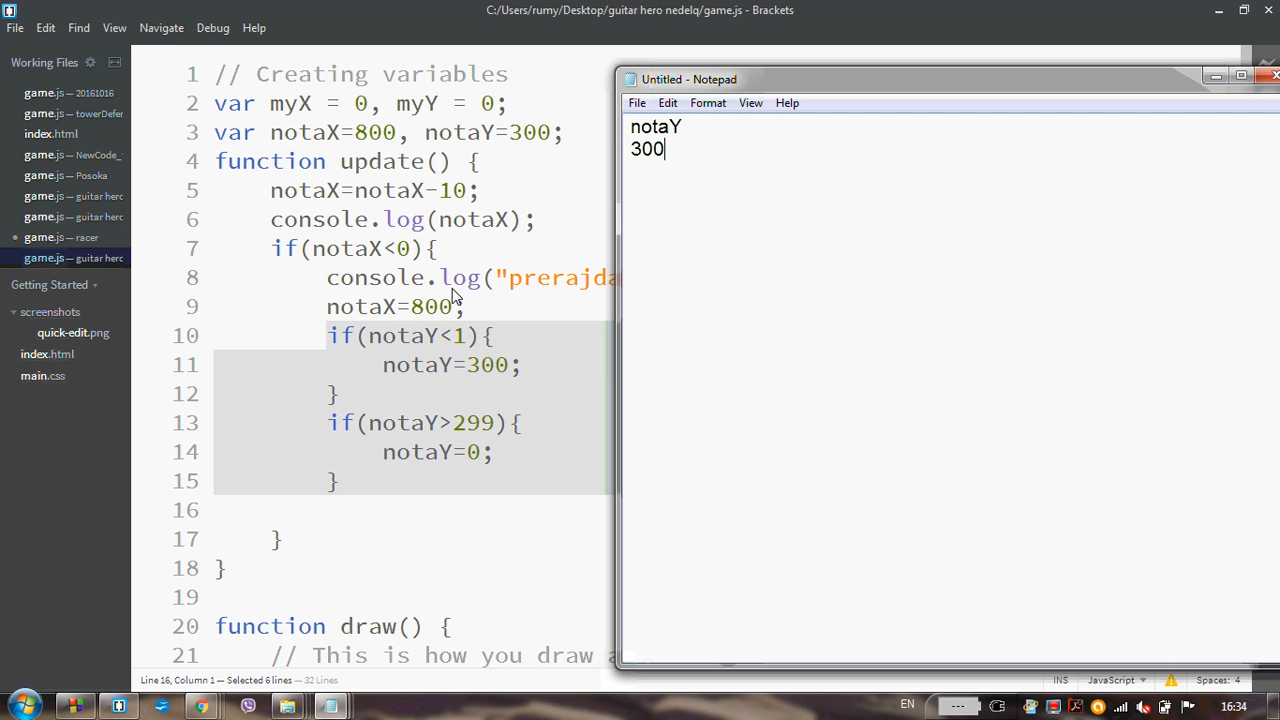 C:/Users/rumy/Desktop/guitar hero nedelq/game.js - Brackets
File Edit Find View Navigate Debug Help
Working Files
game.js — 20161016
game.js — towerDefer
index.html
game.js — NewCode_
game.js — Posoka
game.js — guitar hero
game.js — guitar hero
game.js — racer
game.js — guitar hero
Getting Started
screenshots
quick-edit.png
index.html
main.css
1 // Creating variables
2 var myX = 0, myY = 0;
3 var notaX=800, notaY=300;
4 function update() {
5 notaX=notaX-10;
6 console.log(notaX);
7 if(notaX<0){
8 console.log("prerajda
9 notaX=800;
10 if(notaY<1){
11 notaY=300;
12 }
13 if(notaY>299){
14 notaY=0;
15 }
16
17 }
18 }
19
20 function draw() {
21 // This is how you draw a
Untitled - Notepad
File Edit Format View Help
notaY
300
Line 16, Column 1 — Selected 6 lines — 32 Lines
INS JavaScript Spaces: 4
EN 16:34